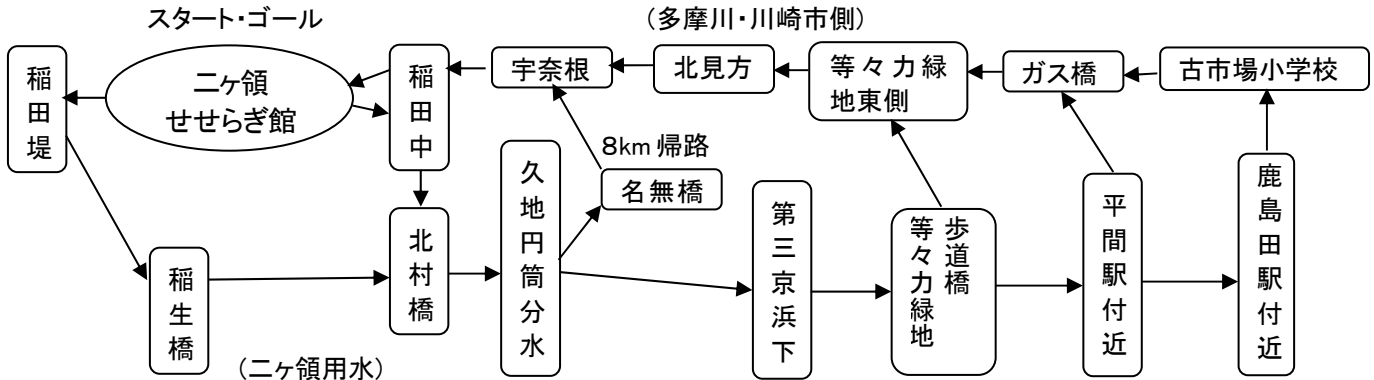 スタート・ゴール
(多摩川・川崎市側)
稲田堤
二ヶ領
せせらぎ館
稲田中
宇奈根
北見方
等々力緑
地東側
ガス橋
古市場小学校
8km 帰路
名無橋
稲生橋
北村橋
久地円筒分水
第三京浜下
歩道橋
等々力緑地
平間駅付近
鹿島田駅付近
(二ヶ領用水)